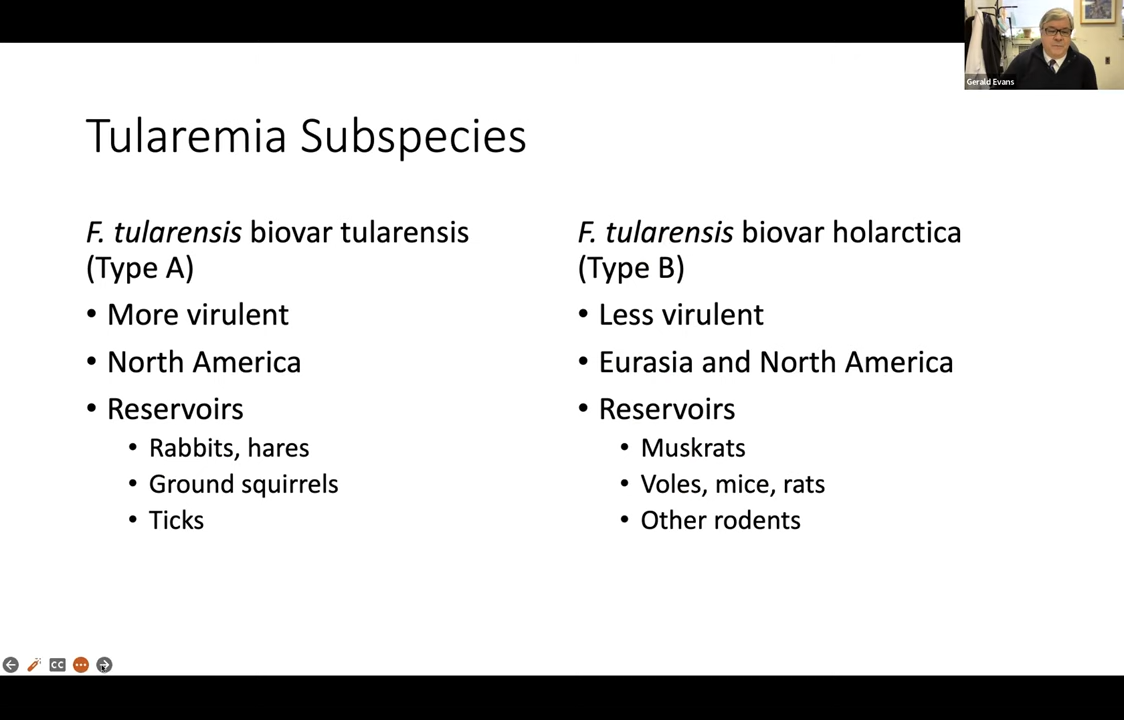 Gerald Evans
Tularemia Subspecies
F. tularensis biovar tularensis
(Type A)
• More virulent
• North America
• Reservoirs
• Rabbits, hares
• Ground squirrels
• Ticks
F. tularensis biovar holarctica
(Type B)
• Less virulent
• Eurasia and North America
• Reservoirs
• Muskrats
• Voles, mice, rats
• Other rodents
CC